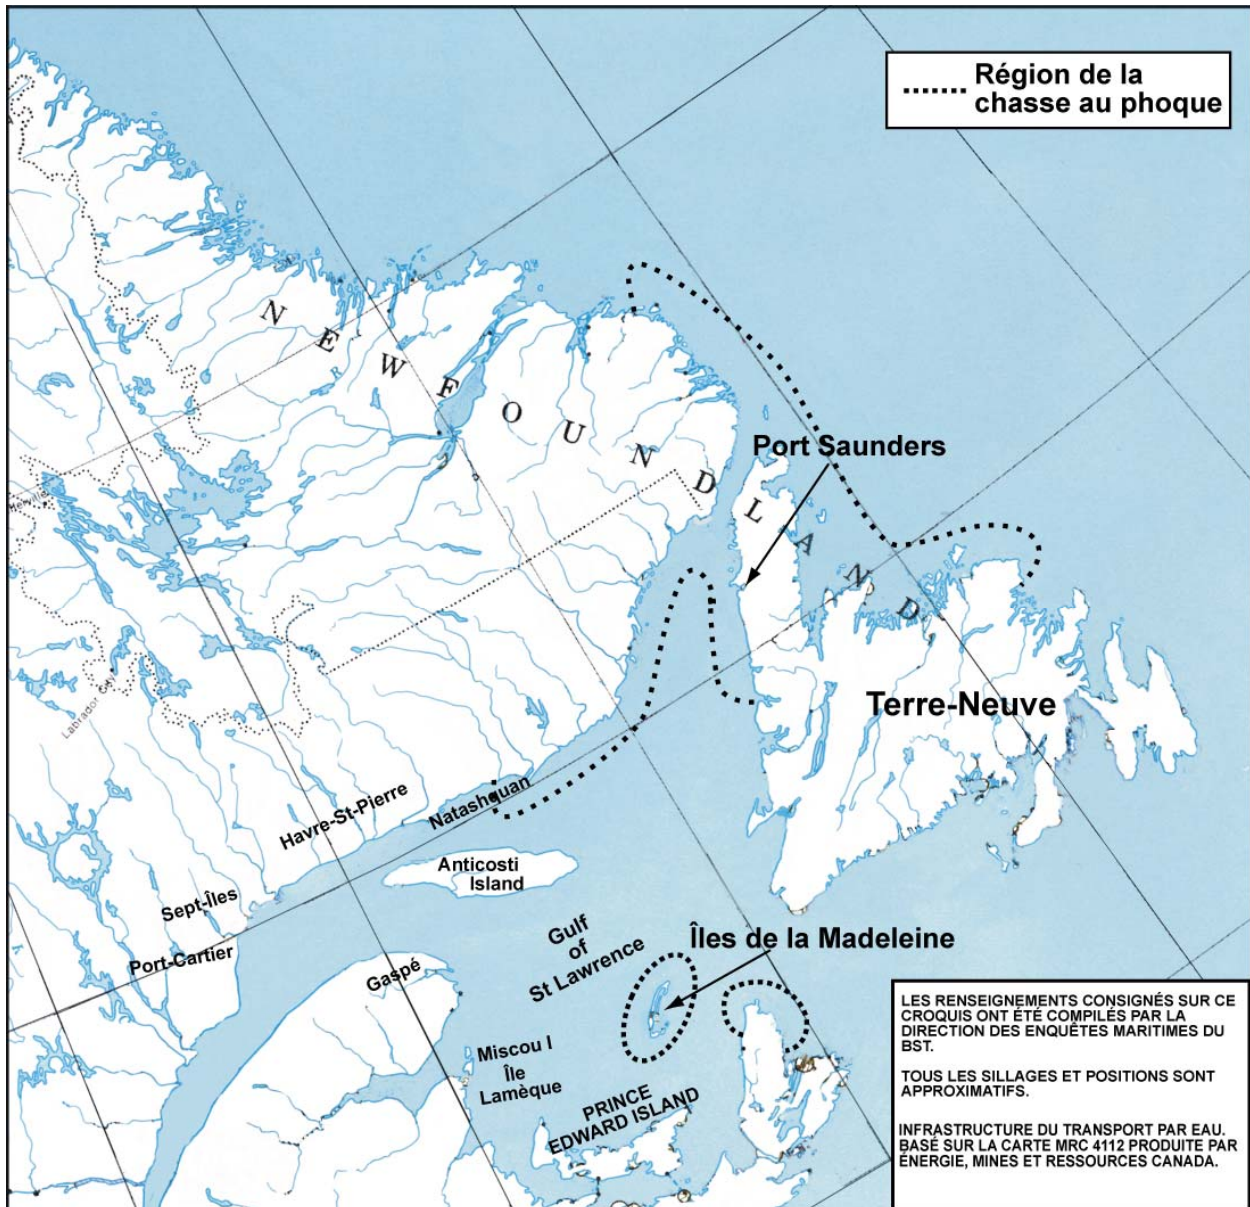 Région de la
chasse au phoque
NEWFOUNDLAND
Port Saunders
Terre-Neuve
Labrador City
Havre-St-Pierre
Natashquan
Anticosti
Island
Sept-Îles
Port-Cartier
Gaspé
Gulf
of
St Lawrence
Îles de la Madeleine
Miscou I
Île
Lamèque
PRINCE
EDWARD ISLAND
LES RENSEIGNEMENTS CONSIGNÉS SUR CE
CROQUIS ONT ÉTÉ COMPILÉS PAR LA
DIRECTION DES ENQUÊTES MARITIMES DU
BST.
TOUS LES SILLAGES ET POSITIONS SONT
APPROXIMATIFS.
INFRASTRUCTURE DU TRANSPORT PAR EAU.
BASÉ SUR LA CARTE MRC 4112 PRODUITE PAR
ÉNERGIE, MINES ET RESSOURCES CANADA.